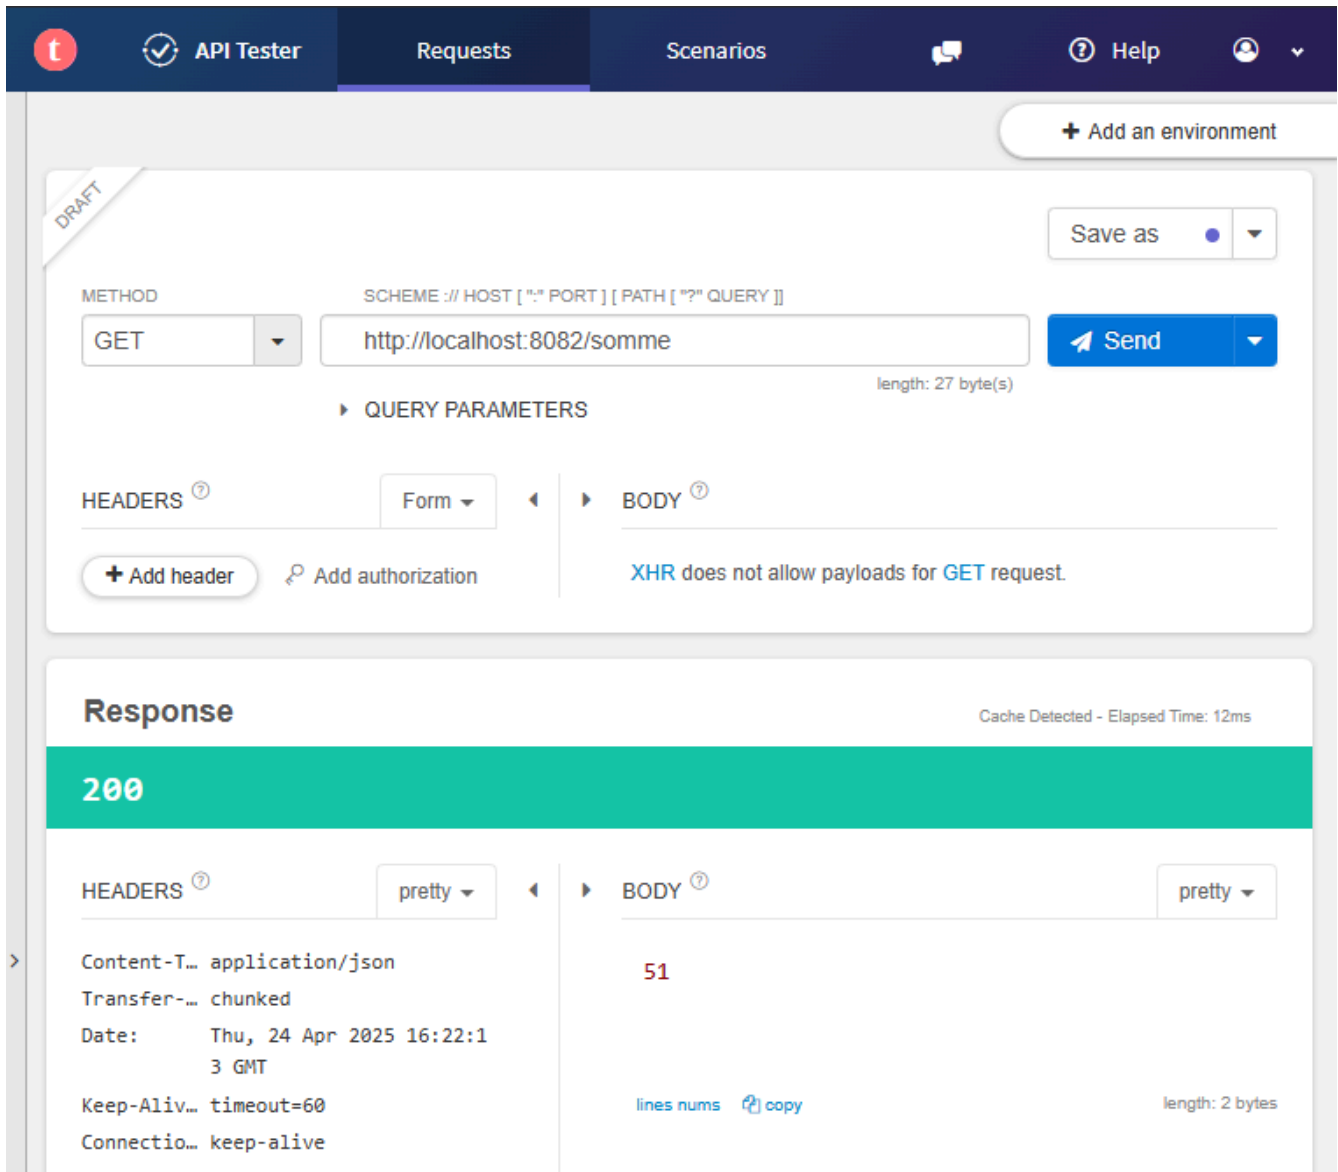 t API Tester Requests Scenarios Help
+ Add an environment
DRAFT
Save as
METHOD SCHEME :// HOST [ ":" PORT ] [ PATH [ "?" QUERY ]]
GET http://localhost:8082/somme Send
length: 27 byte(s)
QUERY PARAMETERS
HEADERS ? Form BODY ?
+ Add header Add authorization XHR does not allow payloads for GET request.
Response Cache Detected - Elapsed Time: 12ms
200
HEADERS ? pretty BODY ? pretty
Content-T… application/json 51
Transfer-… chunked
Date: Thu, 24 Apr 2025 16:22:1
3 GMT
Keep-Aliv… timeout=60 lines nums copy length: 2 bytes
Connectio… keep-alive